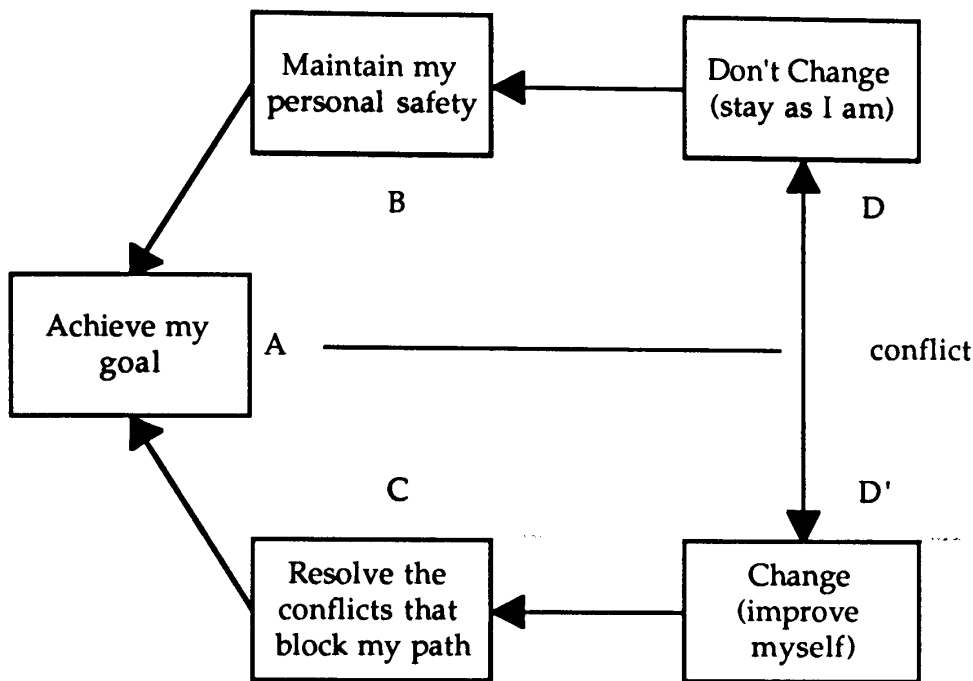 Maintain my
personal safety
Don't Change
(stay as I am)
B
D
Achieve my
goal
A
conflict
C
D'
Resolve the
conflicts that
block my path
Change
(improve
myself)